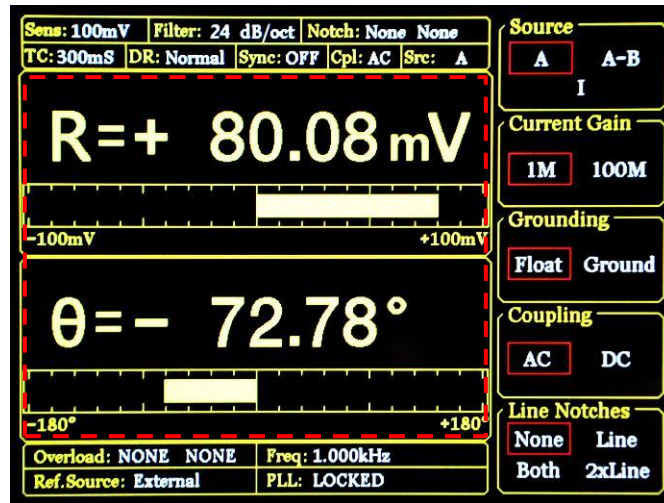 Sens: 100mV Filter: 24 dB/oct Notch: None None
TC: 300mS DR: Normal Sync: OFF Cpl: AC Src: A
R=+ 80.08 mV
-100mV +100mV
θ=- 72.78°
-180° +180°
Overload: NONE NONE Freq: 1.000kHz
Ref.Source: External PLL: LOCKED
Source
A A-B
I
Current Gain
1M 100M
Grounding
Float Ground
Coupling
AC DC
Line Notches
None Line
Both 2xLine